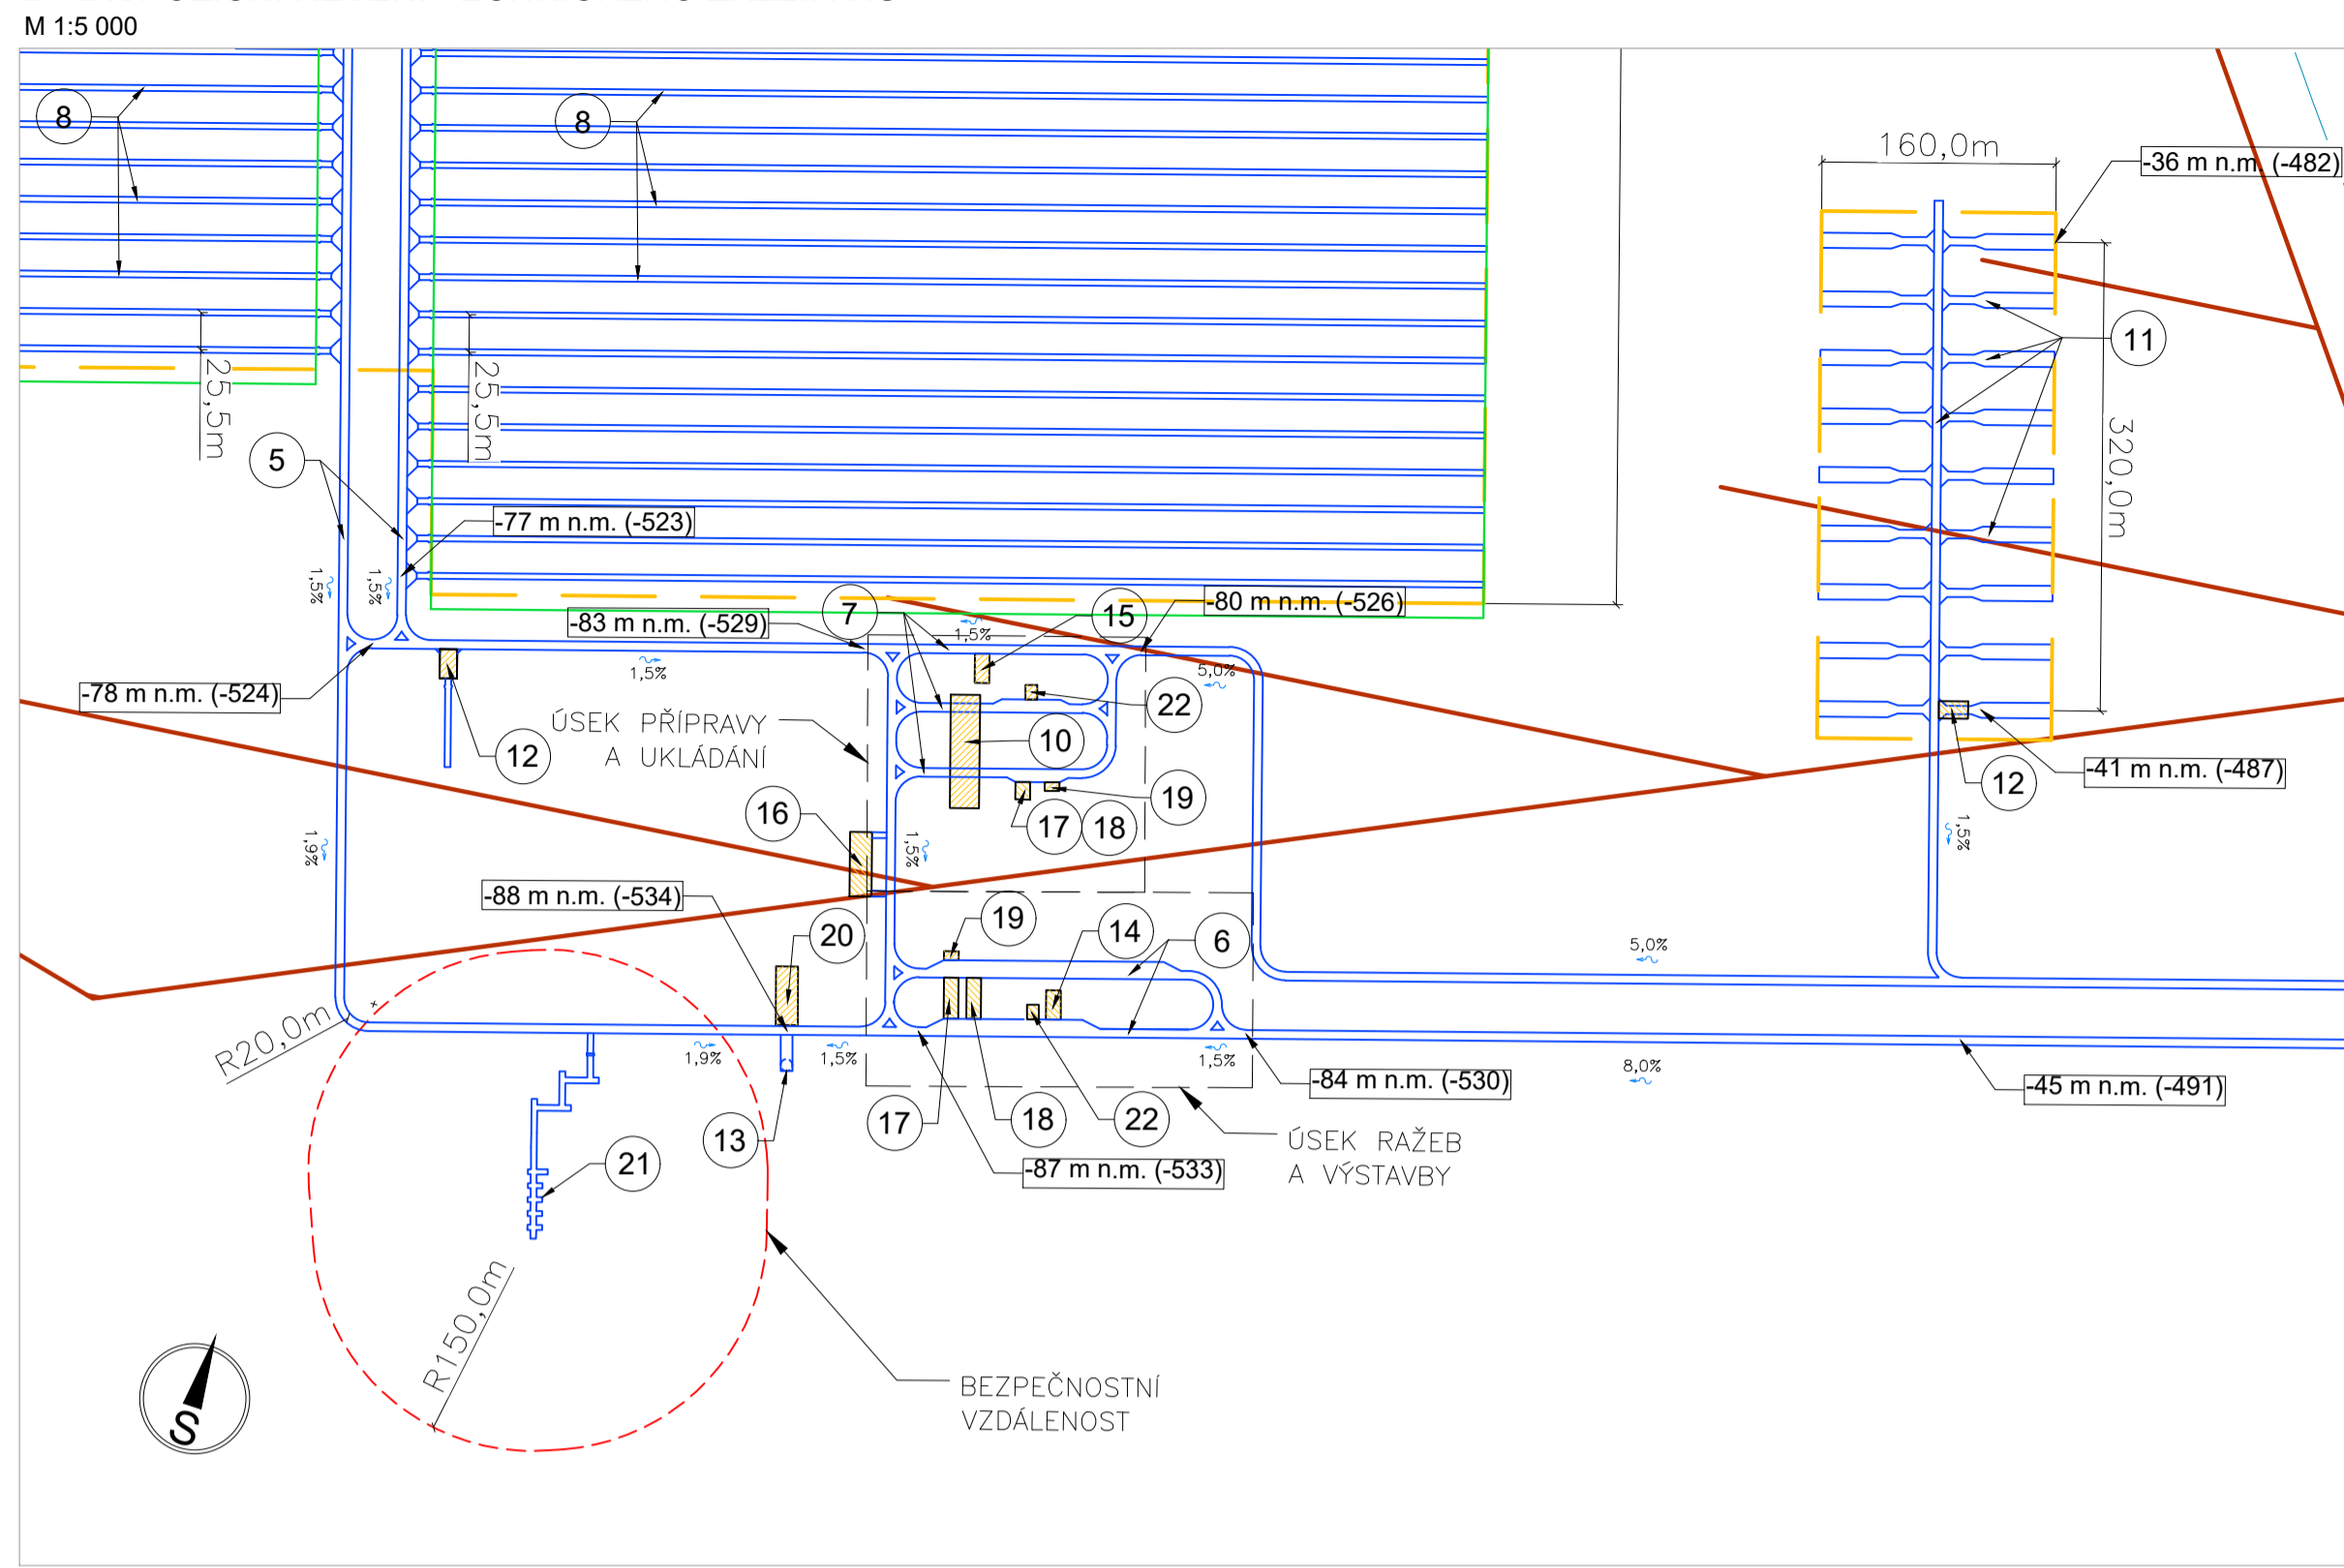 M 1:5 000
8
8
160,0m
-36 m n.m. (-482)
11
25,5m
25,5m
320,0m
5
-77 m n.m. (-523)
1,5%
1,5%
7
15
-80 m n.m. (-526)
-83 m n.m. (-529)
1,5%
1,5%
5,0%
-78 m n.m. (-524)
22
ÚSEK PŘÍPRAVY
A UKLÁDÁNÍ
10
12
12
-41 m n.m. (-487)
19
16
17
18
1,5%
1,5%
1,9%
-88 m n.m. (-534)
20
19
14
6
5,0%
R20,0m
1,9%
1,5%
1,5%
8,0%
-84 m n.m. (-530)
-45 m n.m. (-491)
17
18
22
13
ÚSEK RAŽEB
A VÝSTAVBY
21
-87 m n.m. (-533)
R150,0m
BEZPEČNOSTNÍ
VZDÁLENOST
S